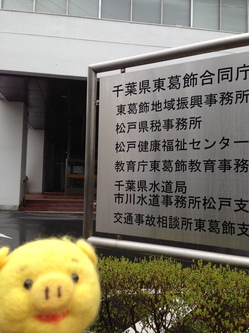 千葉県東葛飾合同庁
東葛飾地域振興事務所
松戸県税事務所
松戸健康福祉センター
教育庁東葛飾教育事務
千葉県水道局
市川水道事務所松戸支
交通事故相談所東葛飾支